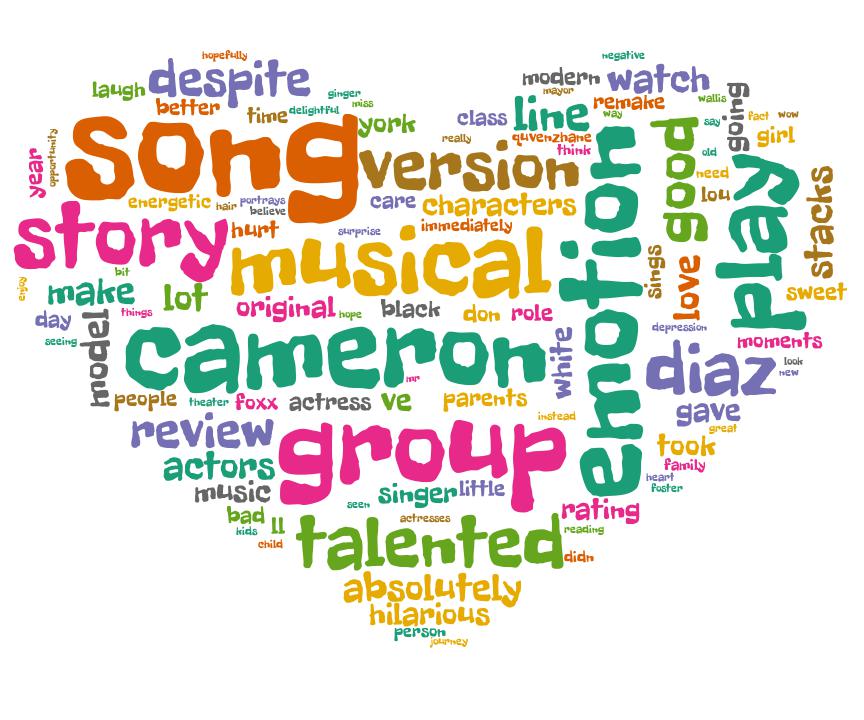 hopefully
negative
laugh
despite
ginger
modern
watch
mayor
wallis
going
better
time
delightful
miss
york
class
line
remake
way
say
fact
wow
girl
year
opportunity
song
version
really
quvenzhane
think
emotion
good
old
play
energetic
hair
portrays
believe
care
characters
need
lou
stacks
story
hurt
surprise
immediately
musical
sings
love
sweet
bit
enjoy
make
lot
original
hope
black
don
role
day
things
seeing
model
cameron
mr
white
depression
moments
diaz
look
new
people
theater
foxx
actress
ve
parents
instead
gave
great
review
group
took
actors
family
music
singer
little
heart
foster
seen
rating
bad
ll
kids
child
actresses
talented
reading
didn
absolutely
hilarious
person
journey